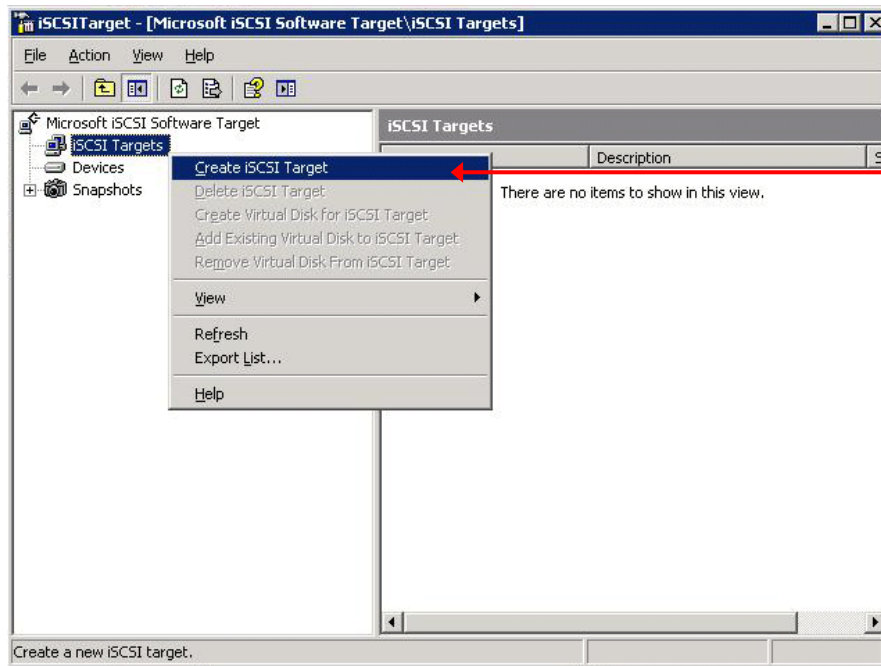 iSCSITarget - [Microsoft iSCSI Software Target\iSCSI Targets]
File Action View Help
Microsoft iSCSI Software Target
iSCSI Targets
Devices
Snapshots
iSCSI Targets
Description
S
There are no items to show in this view.
Create iSCSI Target
Delete iSCSI Target
Create Virtual Disk for iSCSI Target
Add Existing Virtual Disk to iSCSI Target
Remove Virtual Disk From iSCSI Target
View
Refresh
Export List...
Help
Create a new iSCSI target.